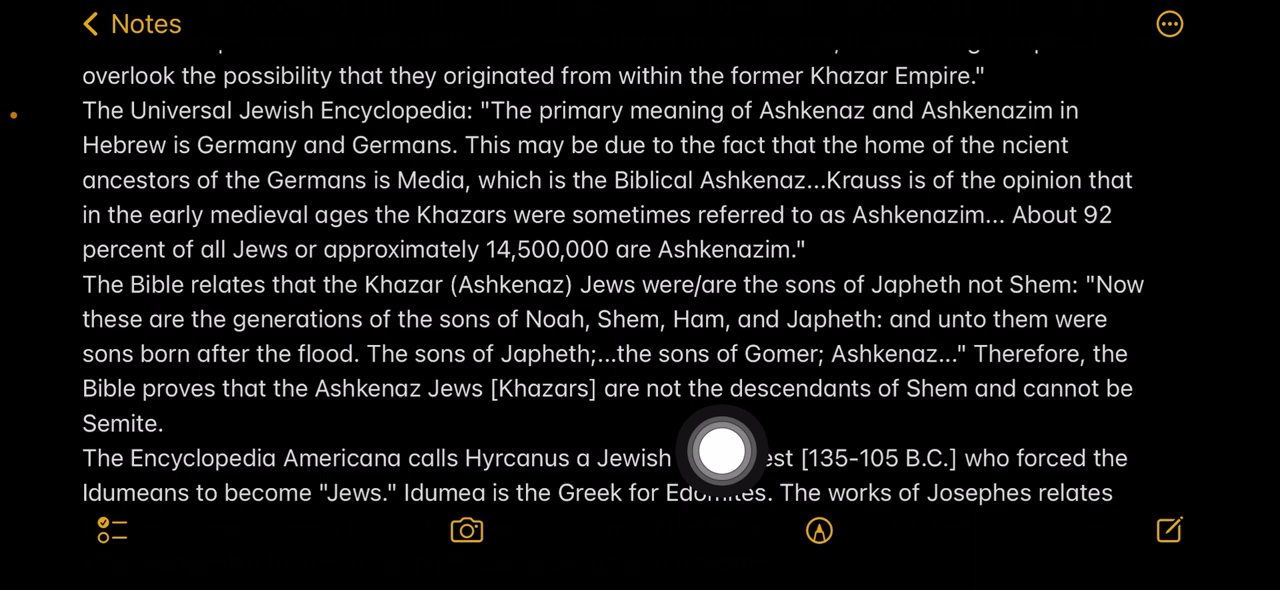 Notes
overlook the possibility that they originated from within the former Khazar Empire."
The Universal Jewish Encyclopedia: "The primary meaning of Ashkenaz and Ashkenazim in
Hebrew is Germany and Germans. This may be due to the fact that the home of the ncient
ancestors of the Germans is Media, which is the Biblical Ashkenaz...Krauss is of the opinion that
in the early medieval ages the Khazars were sometimes referred to as Ashkenazim... About 92
percent of all Jews or approximately 14,500,000 are Ashkenazim."
The Bible relates that the Khazar (Ashkenaz) Jews were/are the sons of Japheth not Shem: "Now
these are the generations of the sons of Noah, Shem, Ham, and Japheth: and unto them were
sons born after the flood. The sons of Japheth;...the sons of Gomer; Ashkenaz..." Therefore, the
Bible proves that the Ashkenaz Jews [Khazars] are not the descendants of Shem and cannot be
Semite.
The Encyclopedia Americana calls Hyrcanus a Jewish est [135-105 B.C.] who forced the
Idumeans to become "Jews." Idumea is the Greek for Edomites. The works of Josephes relates